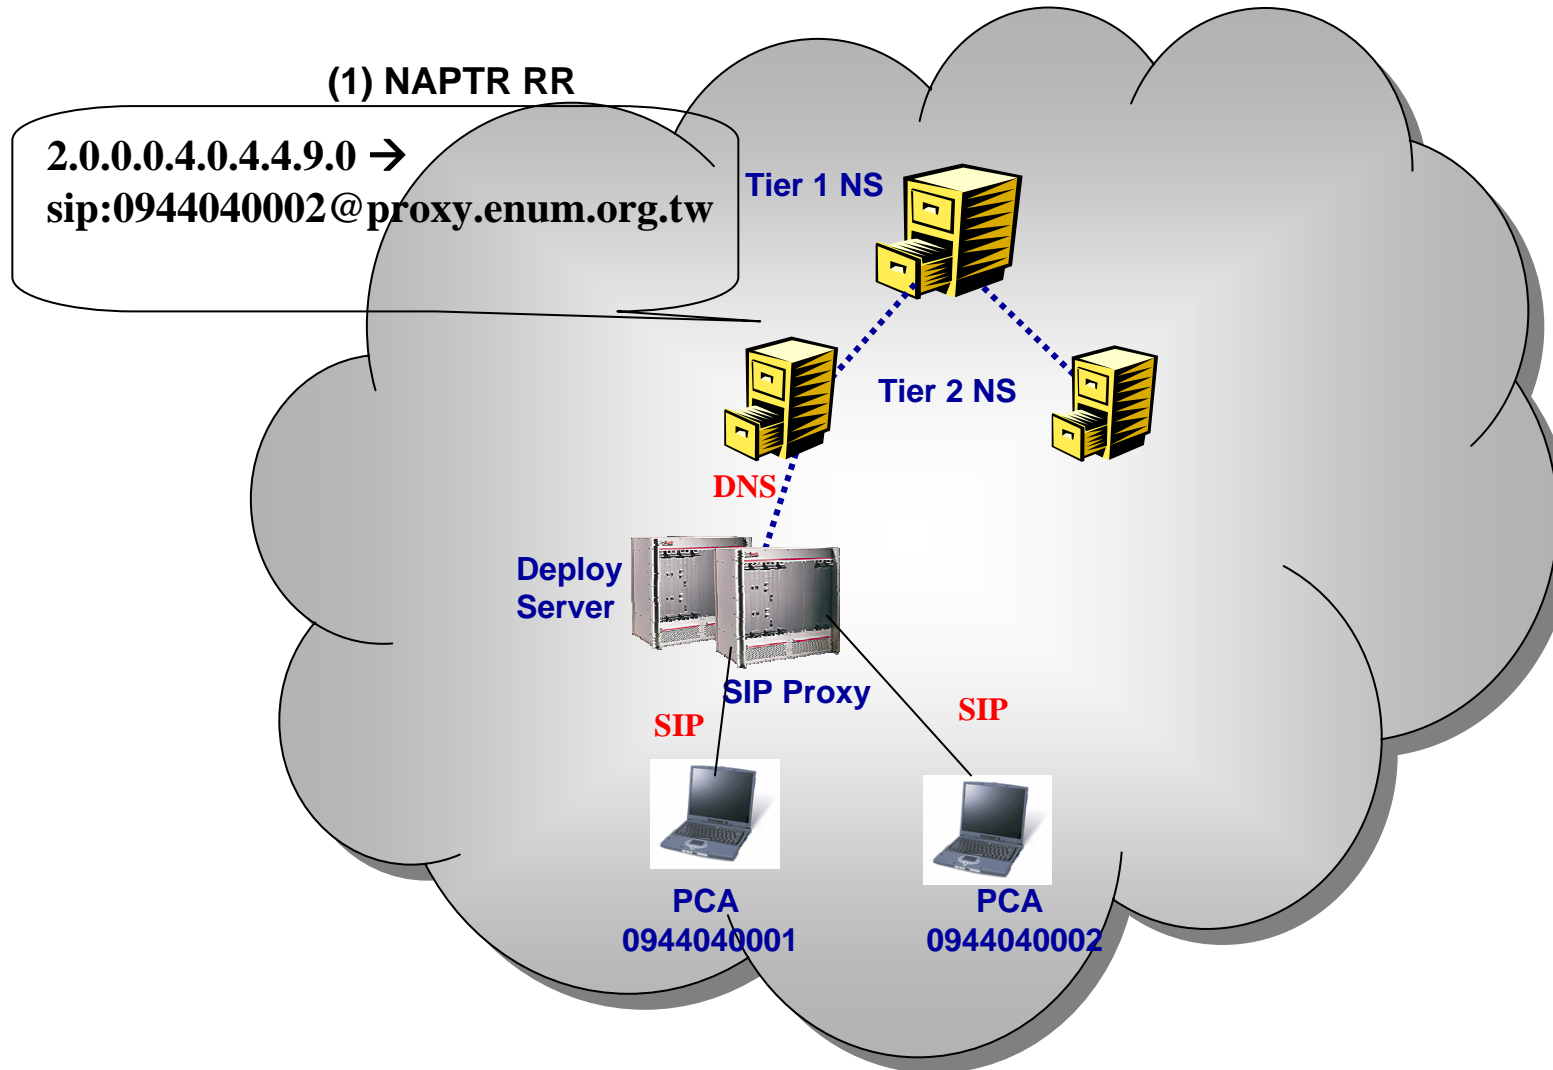 (1) NAPTR RR
2.0.0.0.4.0.4.4.9.0 →
sip:0944040002@proxy.enum.org.tw
Tier 1 NS
Tier 2 NS
DNS
Deploy
Server
SIP Proxy
SIP
SIP
PCA
0944040001
PCA
0944040002